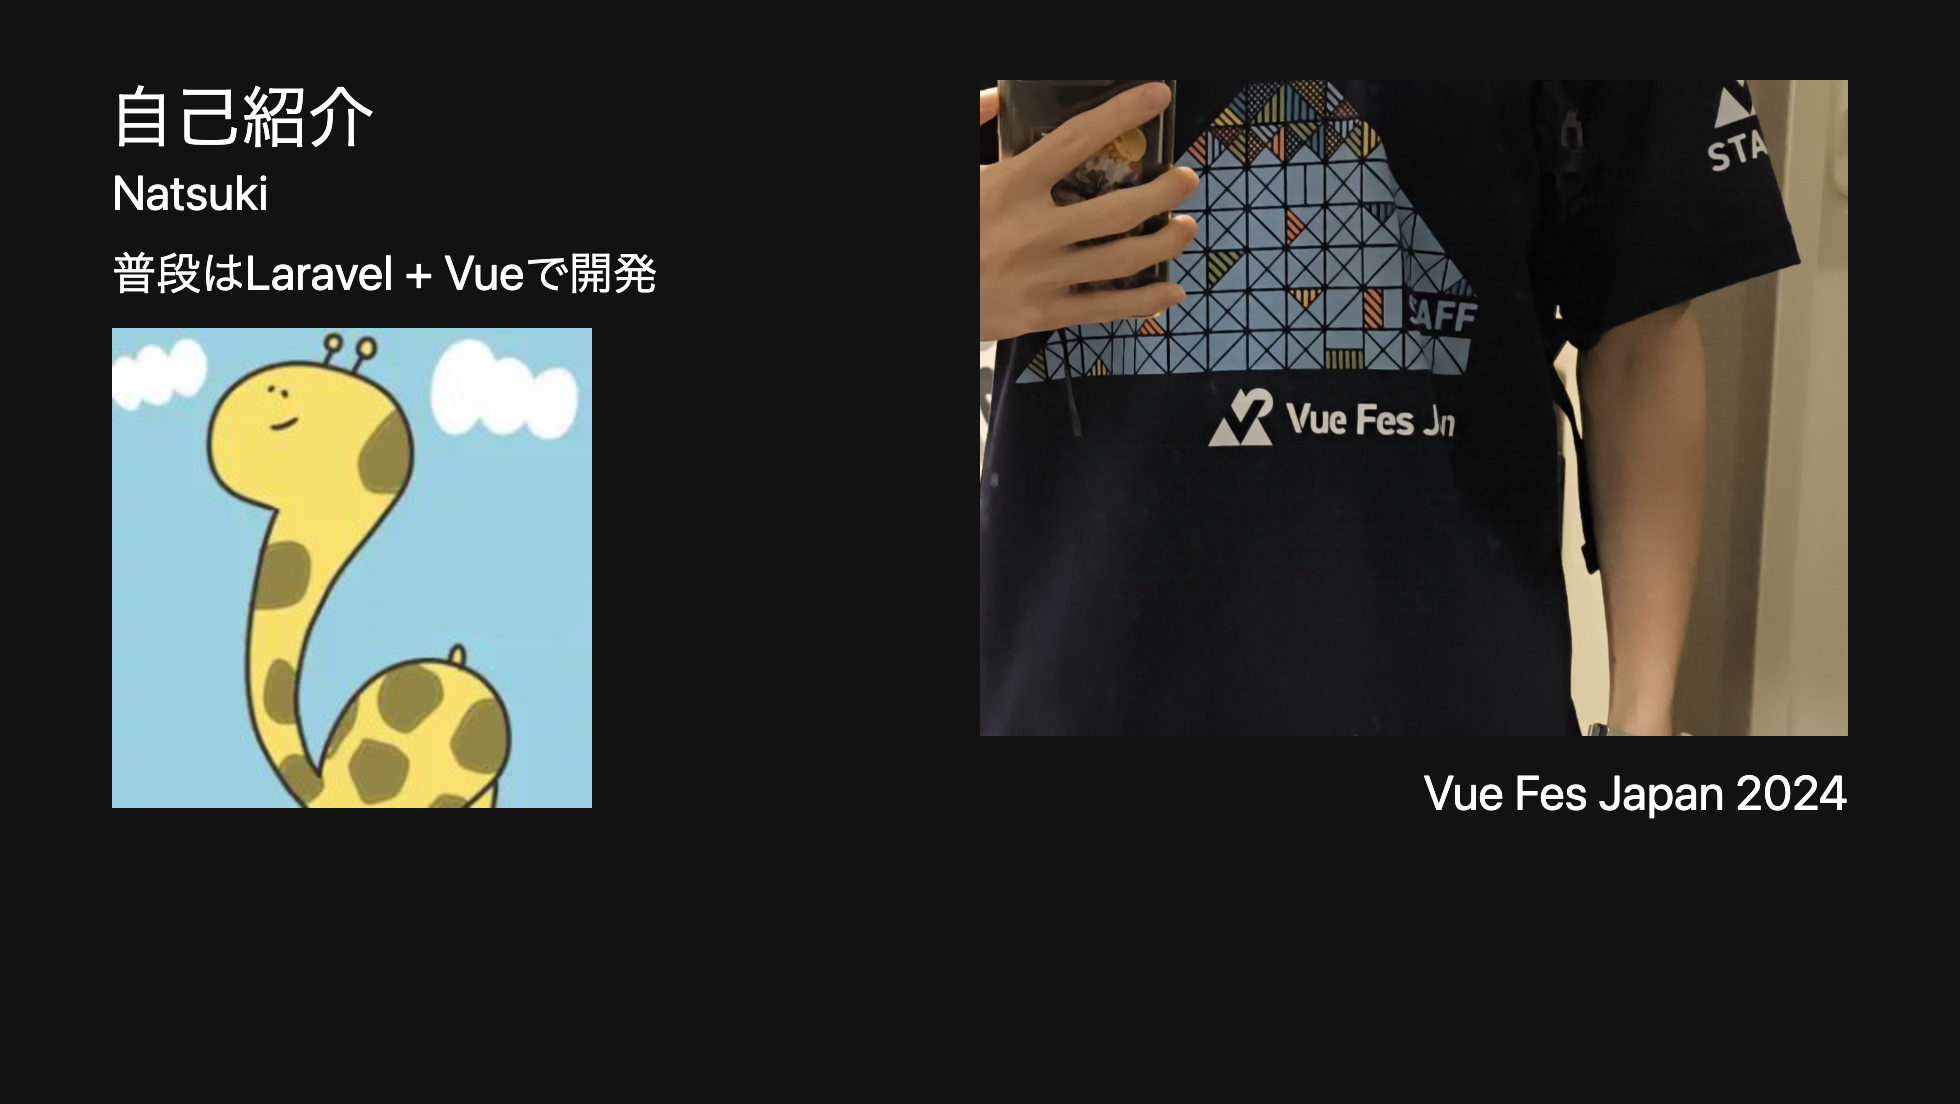 自己紹介
Natsuki
普段はLaravel + Vueで開発
STA
AFF
Vue Fes J
Vue Fes Japan 2024